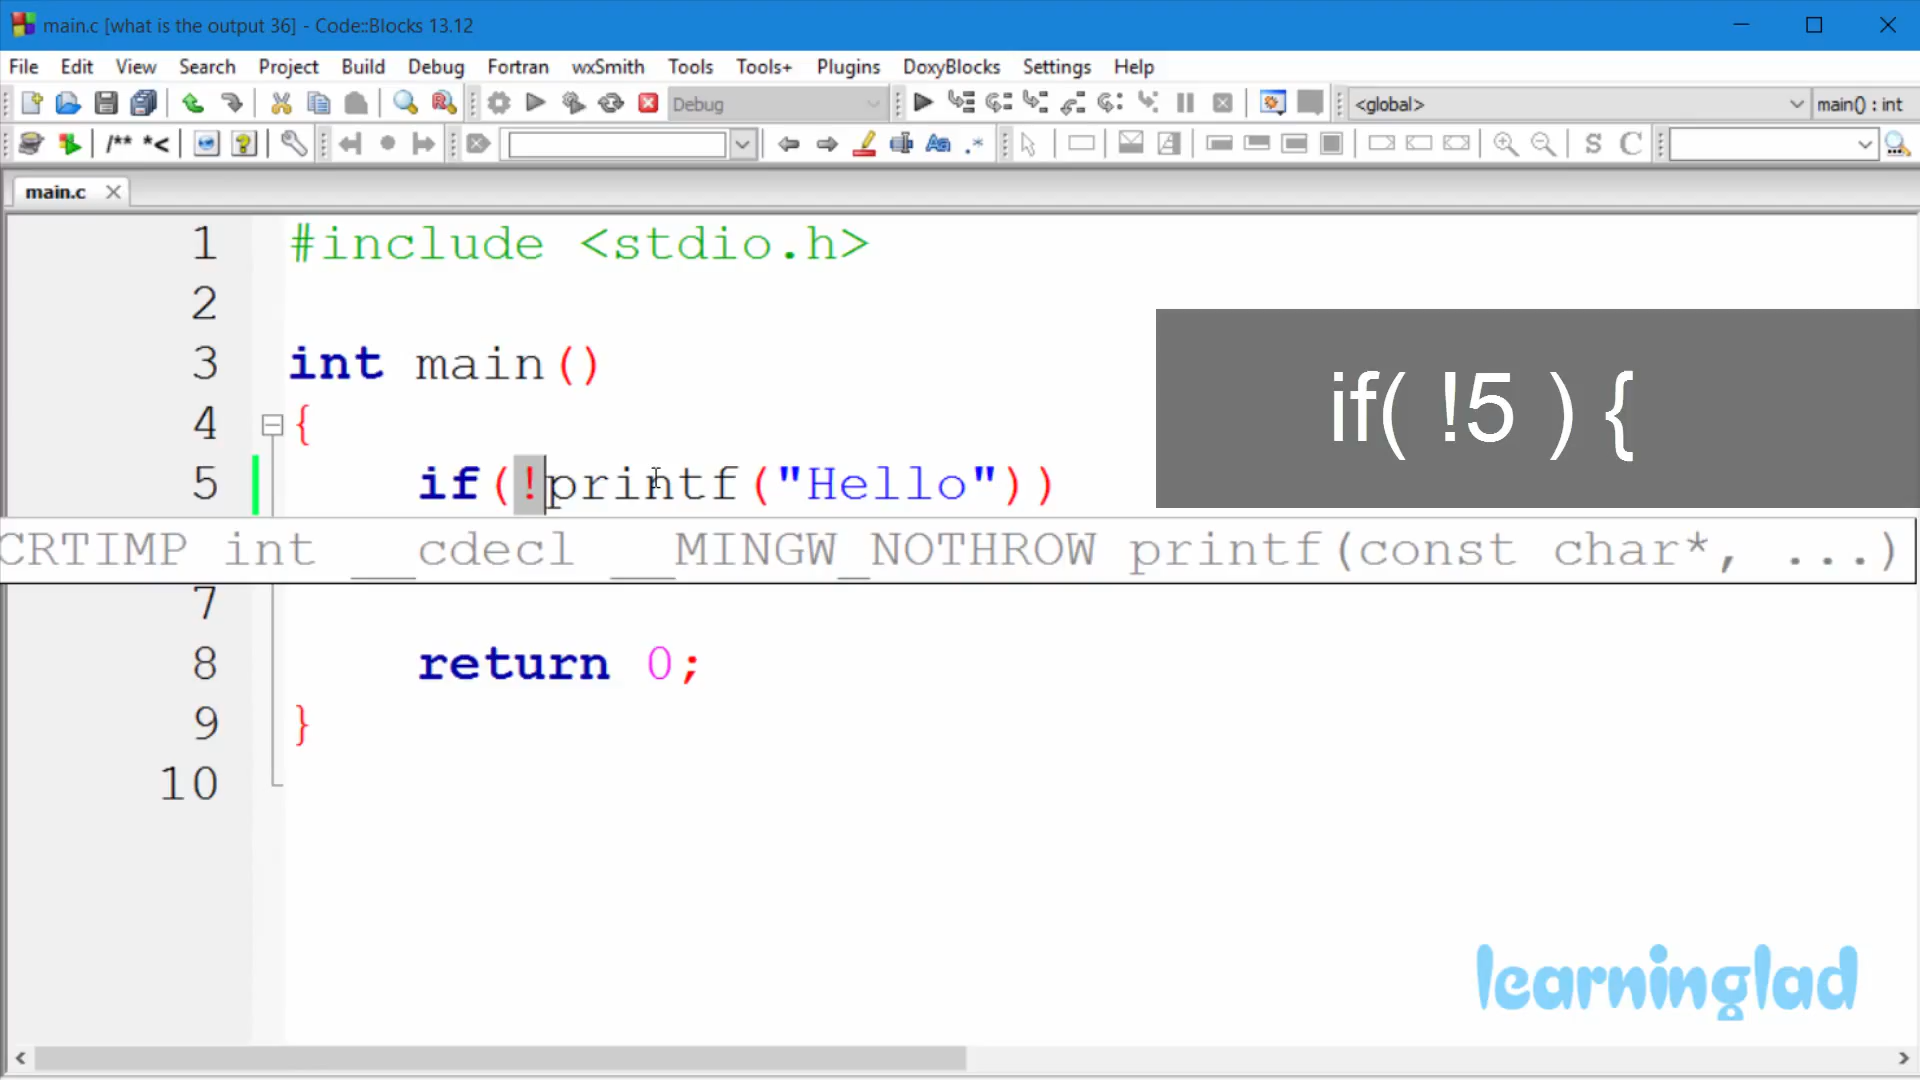 main.c [what is the output 36] - Code::Blocks 13.12
File Edit View Search Project Build Debug Fortran wxSmith Tools Tools+ Plugins DoxyBlocks Settings Help
Debug <global> main() : int
/** *< Aa .* S C
main.c
1 #include <stdio.h>
2
3 int main()
4 {
if( !5 ) {
5 if(!printf("Hello"))
CRTIMP int __cdecl __MINGW_NOTHROW printf(const char*, ...)
7
8 return 0;
9 }
10
learninglad